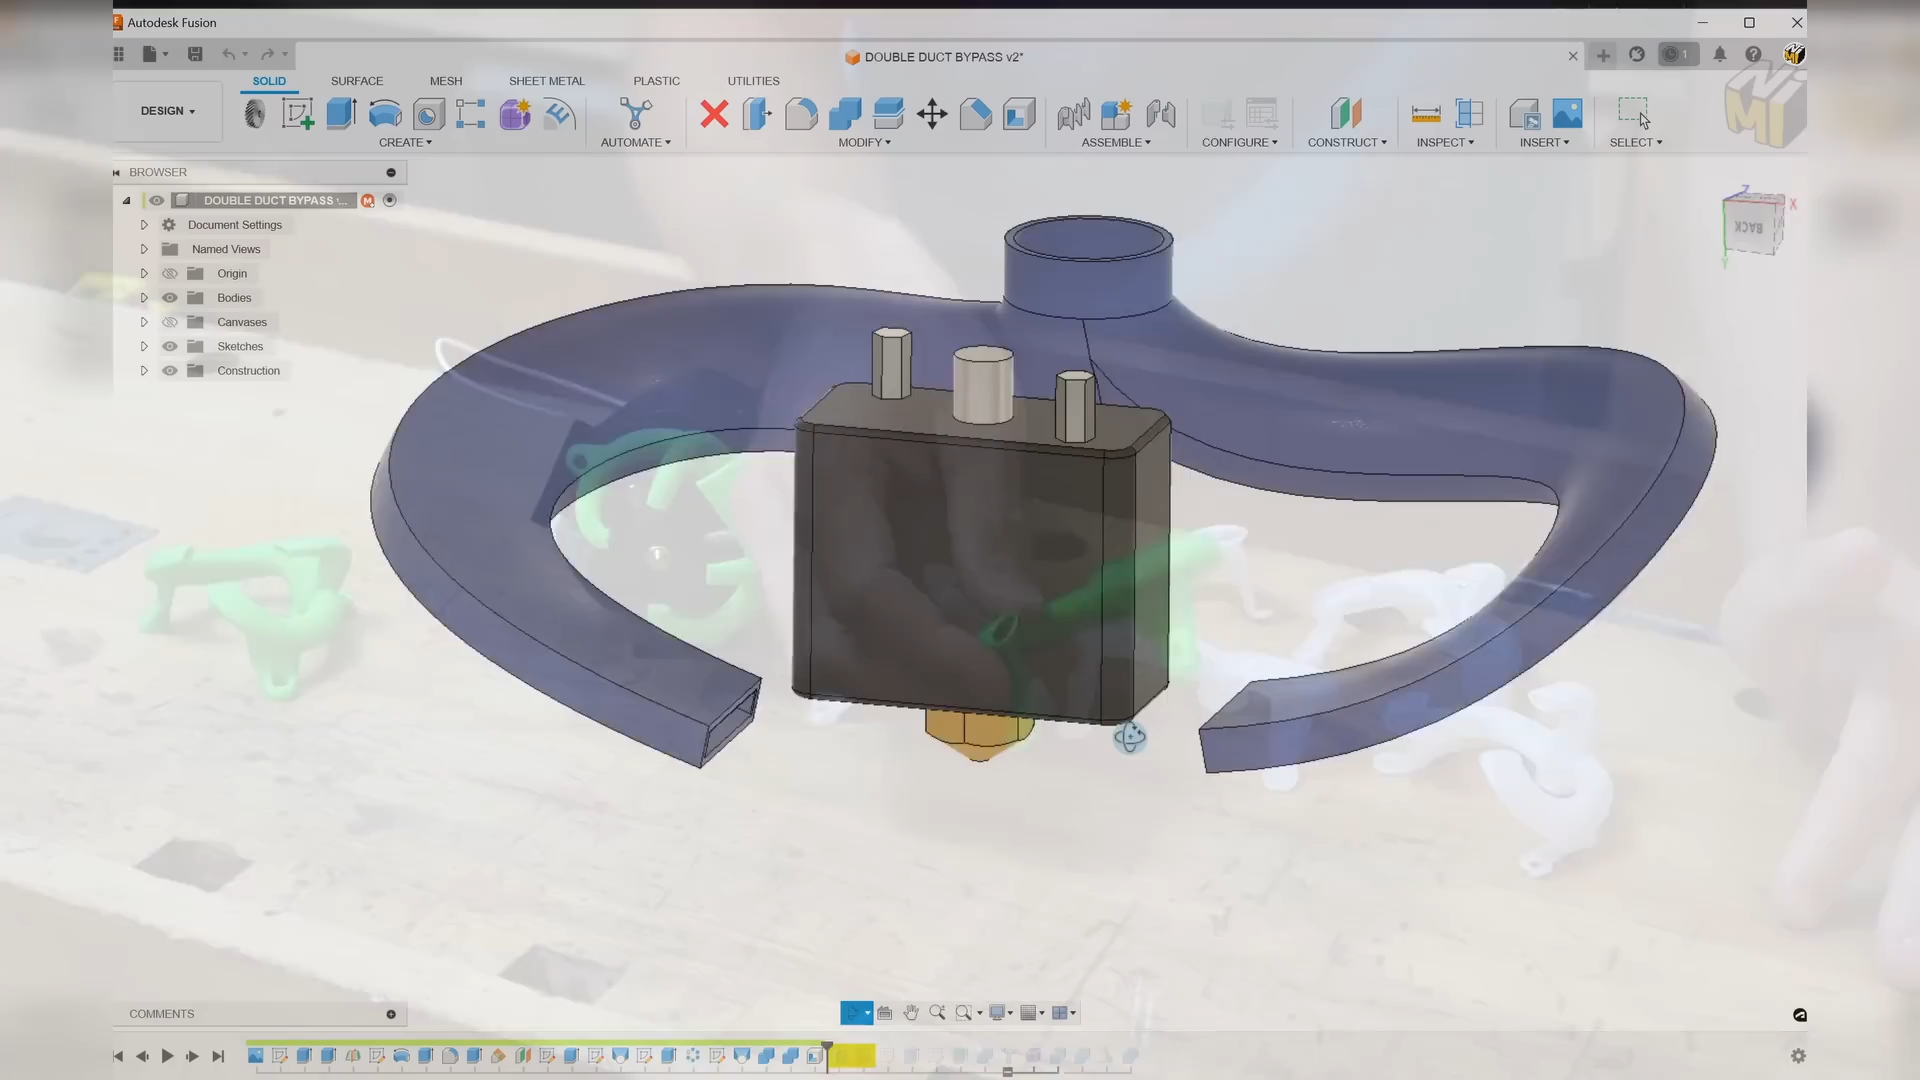 Autodesk Fusion
DOUBLE DUCT BYPASS v2*
1
SOLID SURFACE MESH SHEET METAL PLASTIC UTILITIES
DESIGN
CREATE AUTOMATE MODIFY ASSEMBLE CONFIGURE CONSTRUCT INSPECT INSERT SELECT
BROWSER
DOUBLE DUCT BYPASS v...
Document Settings
Named Views
Origin
Bodies
Canvases
Sketches
Construction
Z
X
BACK
Y
COMMENTS